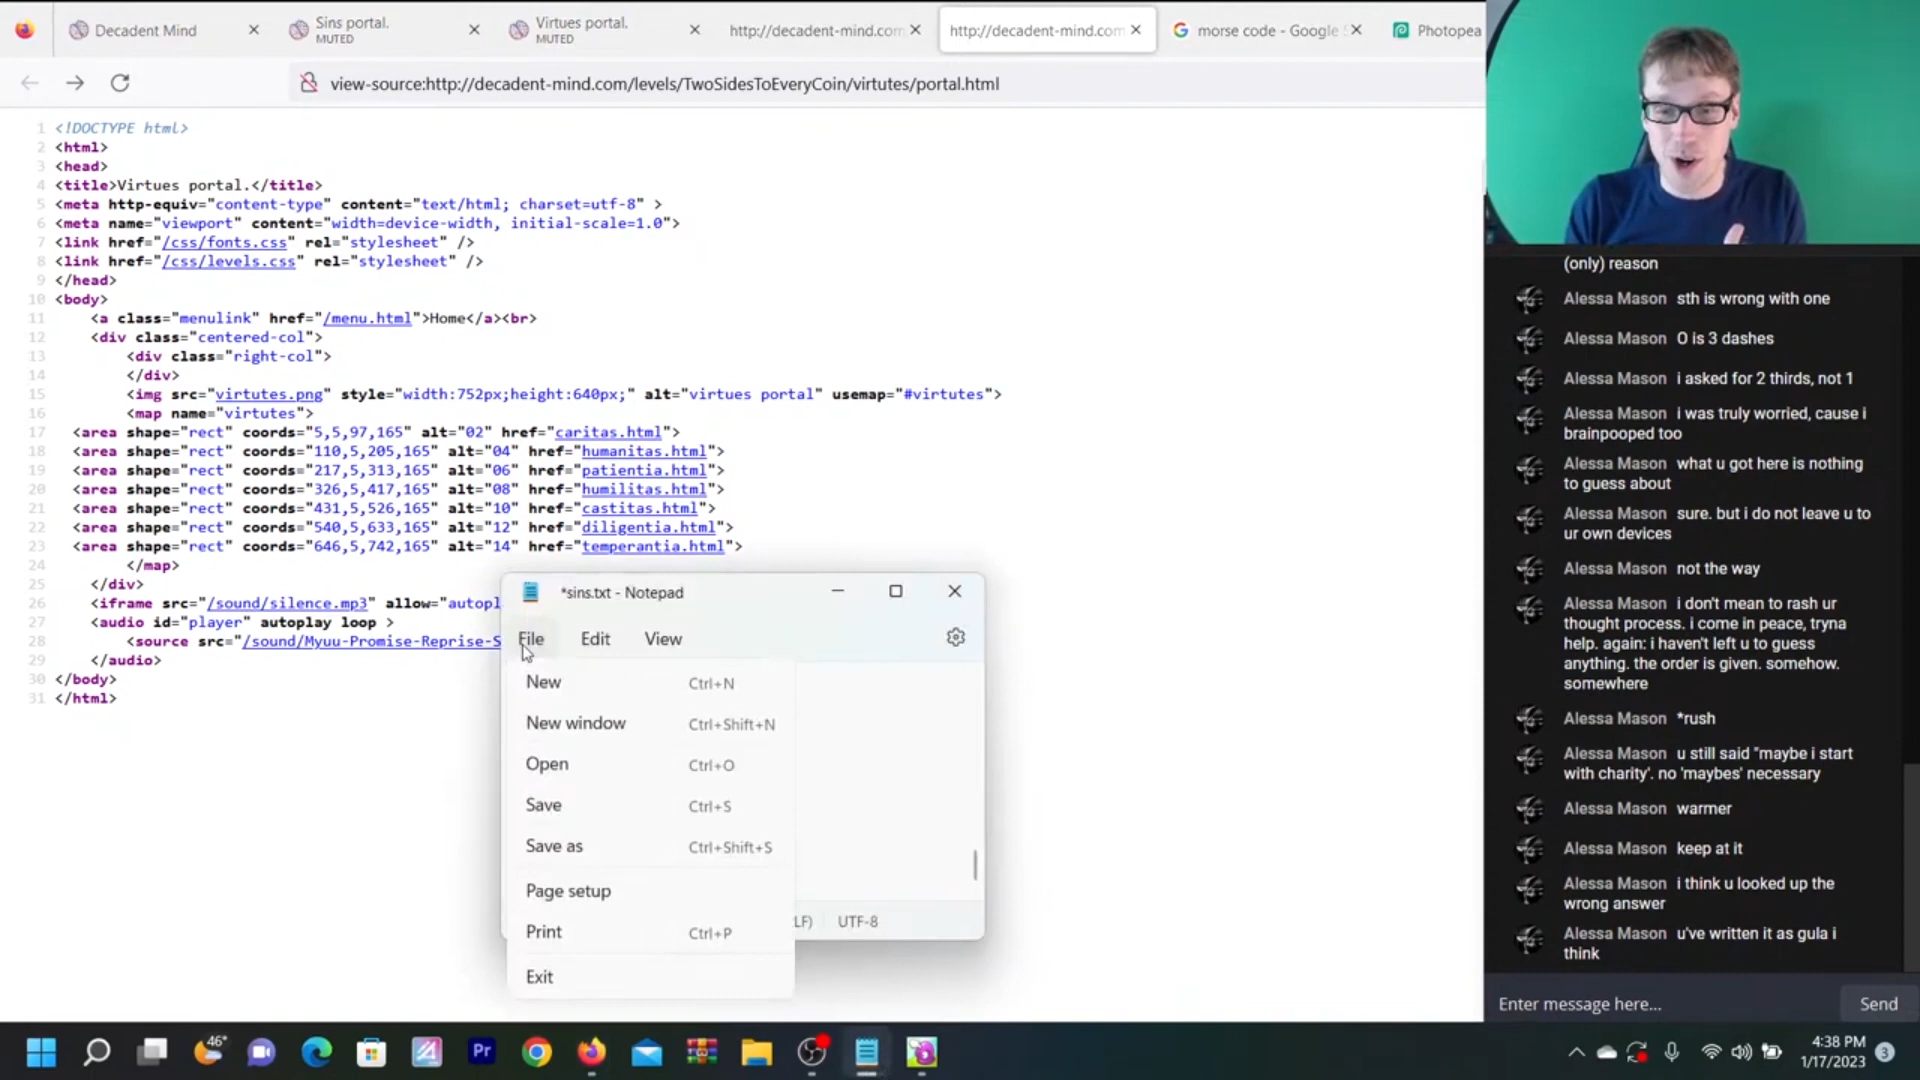 Decadent Mind
Sins portal.
MUTED
Virtues portal.
MUTED
http://decadent-mind.com
http://decadent-mind.com
morse code - Google S
Photopea
view-source:http://decadent-mind.com/levels/TwoSidesToEveryCoin/virtutes/portal.html
1 <!DOCTYPE html>
2 <html>
3 <head>
4 <title>Virtues portal.</title>
5 <meta http-equiv="content-type" content="text/html; charset=utf-8" >
6 <meta name="viewport" content="width=device-width, initial-scale=1.0">
7 <link href="/css/fonts.css" rel="stylesheet" />
8 <link href="/css/levels.css" rel="stylesheet" />
9 </head>
10 <body>
11 <a class="menulink" href="/menu.html">Home</a><br>
12 <div class="centered-col">
13 <div class="right-col">
14 </div>
15 <img src="virtutes.png" style="width:752px;height:640px;" alt="virtues portal" usemap="#virtutes">
16 <map name="virtutes">
17 <area shape="rect" coords="5,5,97,165" alt="02" href="caritas.html">
18 <area shape="rect" coords="110,5,205,165" alt="04" href="humanitas.html">
19 <area shape="rect" coords="217,5,313,165" alt="06" href="patientia.html">
20 <area shape="rect" coords="326,5,417,165" alt="08" href="humilitas.html">
21 <area shape="rect" coords="431,5,526,165" alt="10" href="castitas.html">
22 <area shape="rect" coords="540,5,633,165" alt="12" href="diligentia.html">
23 <area shape="rect" coords="646,5,742,165" alt="14" href="temperantia.html">
24 </map>
25 </div>
26 <iframe src="/sound/silence.mp3" allow="autopl
27 <audio id="player" autoplay loop >
28 <source src="/sound/Myuu-Promise-Reprise-S
29 </audio>
30 </body>
31 </html>
*sins.txt - Notepad
File Edit View
New Ctrl+N
New window Ctrl+Shift+N
Open Ctrl+O
Save Ctrl+S
Save as Ctrl+Shift+S
Page setup
Print Ctrl+P
Exit
LF) UTF-8
(only) reason
Alessa Mason sth is wrong with one
Alessa Mason O is 3 dashes
Alessa Mason i asked for 2 thirds, not 1
Alessa Mason i was truly worried, cause i
brainpooped too
Alessa Mason what u got here is nothing
to guess about
Alessa Mason sure. but i do not leave u to
ur own devices
Alessa Mason not the way
Alessa Mason i don't mean to rash ur
thought process. i come in peace, tryna
help. again: i haven't left u to guess
anything. the order is given. somehow.
somewhere
Alessa Mason *rush
Alessa Mason u still said "maybe i start
with charity'. no 'maybes' necessary
Alessa Mason warmer
Alessa Mason keep at it
Alessa Mason i think u looked up the
wrong answer
Alessa Mason u've written it as gula i
think
Enter message here...
Send
46°
Pr
4:38 PM
1/17/2023
3